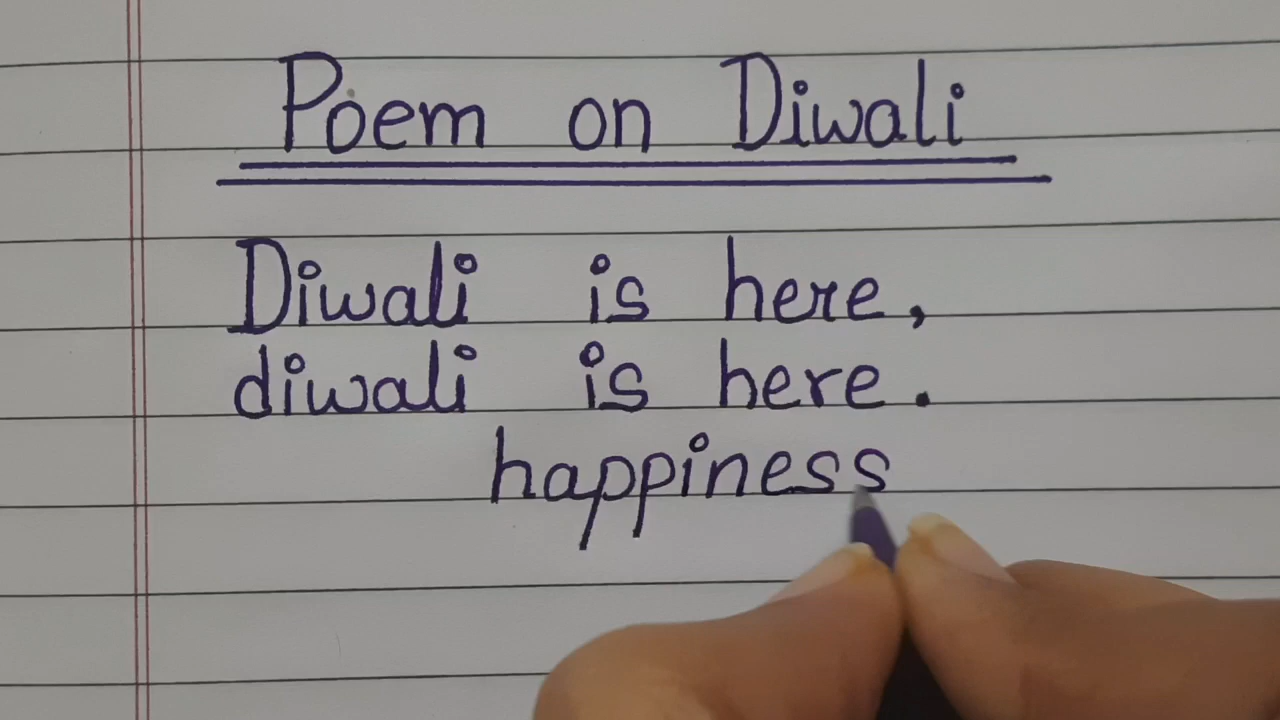 Poem on Diwali
Diwali is here,
diwali is here.
happiness